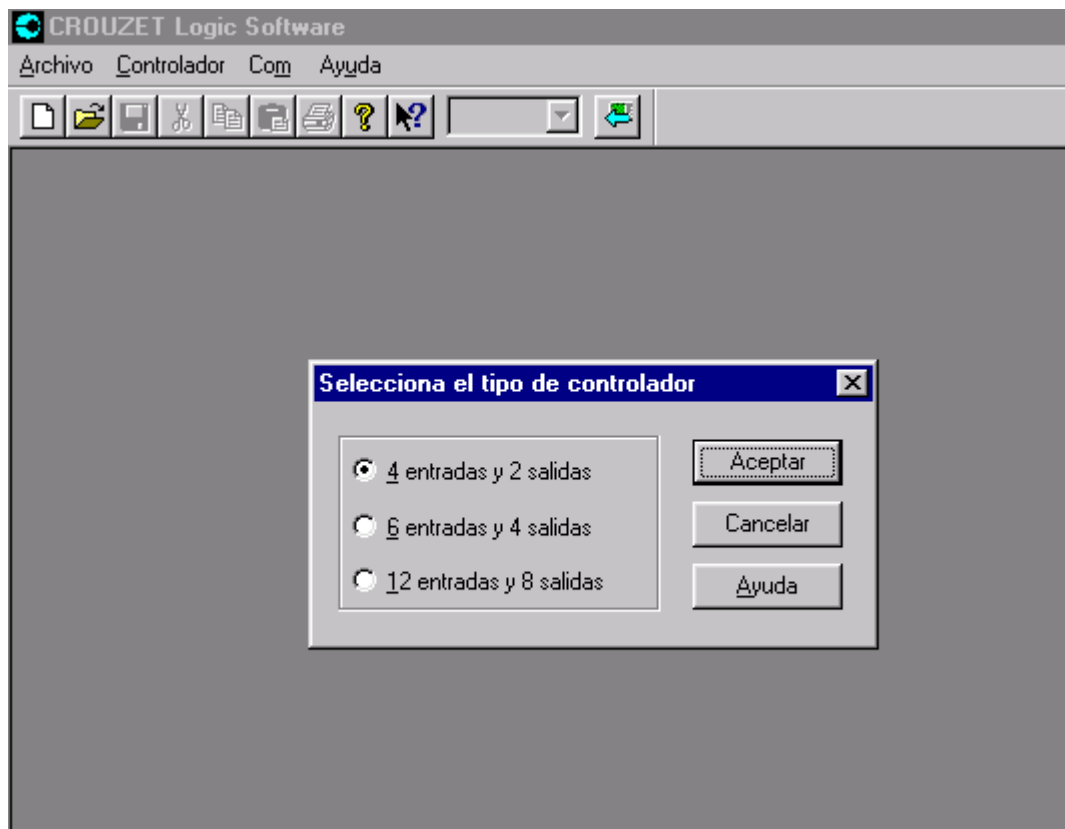 CROUZET Logic Software
Archivo Controlador Com Ayuda
Selecciona el tipo de controlador
4 entradas y 2 salidas
6 entradas y 4 salidas
12 entradas y 8 salidas
Aceptar
Cancelar
Ayuda